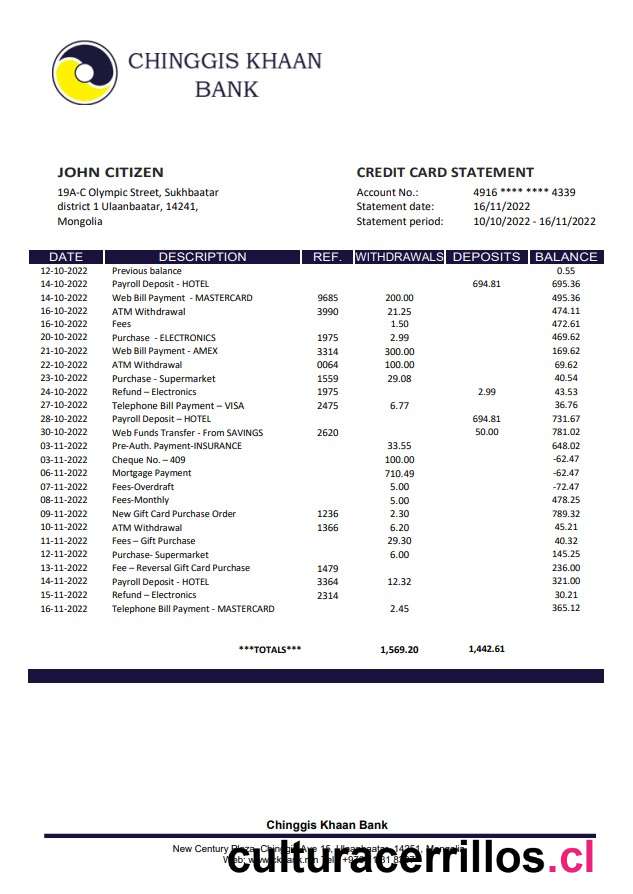 CHINGGIS KHAAN
BANK
JOHN CITIZEN
19A-C Olympic Street, Sukhbaatar
district 1 Ulaanbaatar, 14241,
Mongolia
CREDIT CARD STATEMENT
Account No.: 4916 **** **** 4339
Statement date: 16/11/2022
Statement period: 10/10/2022 - 16/11/2022
DATE DESCRIPTION REF. WITHDRAWALS DEPOSITS BALANCE
12-10-2022 Previous balance 0.55
14-10-2022 Payroll Deposit - HOTEL 694.81 695.36
14-10-2022 Web Bill Payment - MASTERCARD 9685 200.00 495.36
16-10-2022 ATM Withdrawal 3990 21.25 474.11
16-10-2022 Fees 1.50 472.61
20-10-2022 Purchase - ELECTRONICS 1975 2.99 469.62
21-10-2022 Web Bill Payment - AMEX 3314 300.00 169.62
22-10-2022 ATM Withdrawal 0064 100.00 69.62
23-10-2022 Purchase - Supermarket 1559 29.08 40.54
24-10-2022 Refund – Electronics 1975 2.99 43.53
27-10-2022 Telephone Bill Payment – VISA 2475 6.77 36.76
28-10-2022 Payroll Deposit – HOTEL 694.81 731.67
30-10-2022 Web Funds Transfer - From SAVINGS 2620 50.00 781.02
03-11-2022 Pre-Auth. Payment-INSURANCE 33.55 648.02
03-11-2022 Cheque No. – 409 100.00 -62.47
06-11-2022 Mortgage Payment 710.49 -62.47
07-11-2022 Fees-Overdraft 5.00 -72.47
08-11-2022 Fees-Monthly 5.00 478.25
09-11-2022 New Gift Card Purchase Order 1236 2.30 789.32
10-11-2022 ATM Withdrawal 1366 6.20 45.21
11-11-2022 Fees – Gift Purchase 29.30 40.32
12-11-2022 Purchase- Supermarket 6.00 145.25
13-11-2022 Fee – Reversal Gift Card Purchase 1479 236.00
14-11-2022 Payroll Deposit - HOTEL 3364 12.32 321.00
15-11-2022 Refund – Electronics 2314 30.21
16-11-2022 Telephone Bill Payment - MASTERCARD 2.45 365.12
***TOTALS*** 1,569.20 1,442.61
Chinggis Khaan Bank
New Century Plaza, Chinggis Ave 15, Ulaanbaatar, 14251, Mongolia
Web:
culturacerrillos.cl